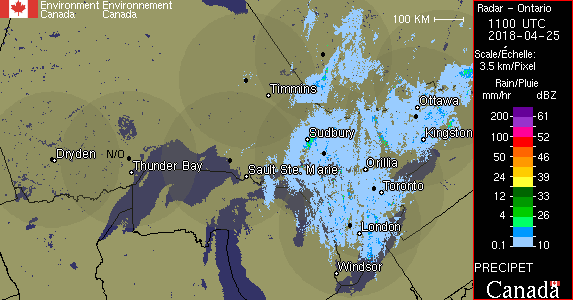 Environment Environnement
Canada Canada
100 KM
Radar - Ontario
1100 UTC
2018-04-25
Scale/Échelle:
3.5 km/Pixel
Rain/Pluie
mm/hr dBZ
200 61
100 52
50 46
24 39
12 33
4 26
1 18
0.1 10
PRECIPET
Canada
Timmins
Ottawa
Sudbury
Kingston
Dryden
N/O
Thunder Bay
Sault Ste. Marie
Orillia
Toronto
London
Windsor